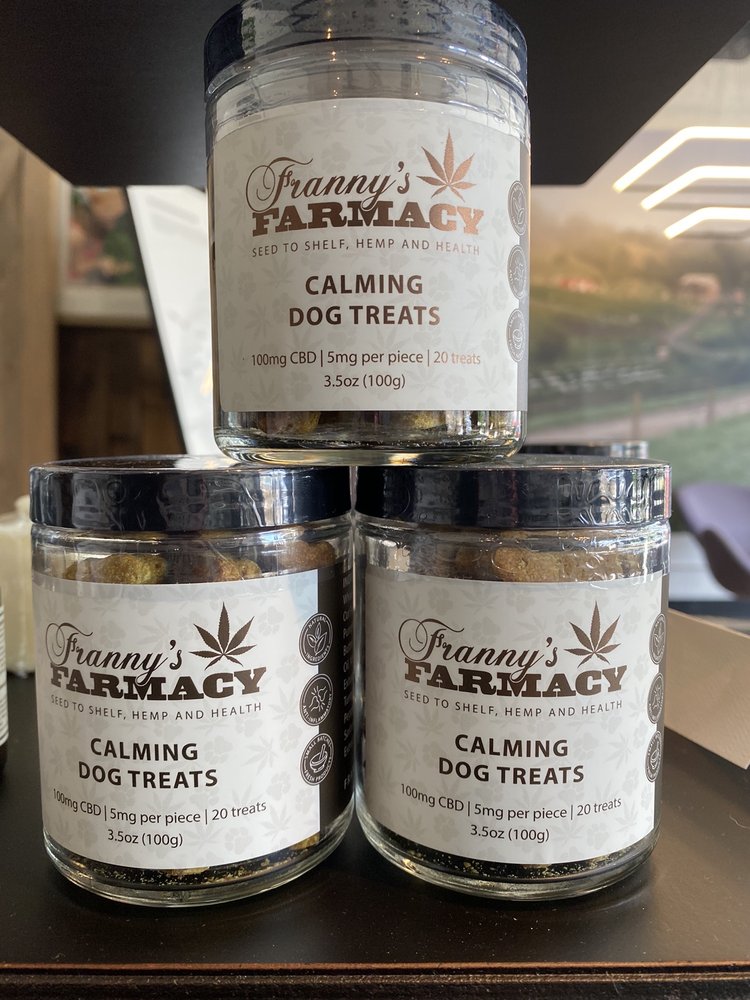 Franny's
FARMACY
SEED TO SHELF, HEMP AND HEALTH
CALMING
DOG TREATS
100mg CBD | 5mg per piece | 20 treats
3.5oz (100g)
Franny's
FARMACY
SEED TO SHELF, HEMP AND HEALTH
CALMING
DOG TREATS
100mg CBD | 5mg per piece | 20 treats
3.5oz (100g)
NATURAL
INGREDIENTS
Franny's
FARMACY
SEED TO SHELF, HEMP AND HEALTH
CALMING
DOG TREATS
100mg CBD | 5mg per piece | 20 treats
3.5oz (100g)